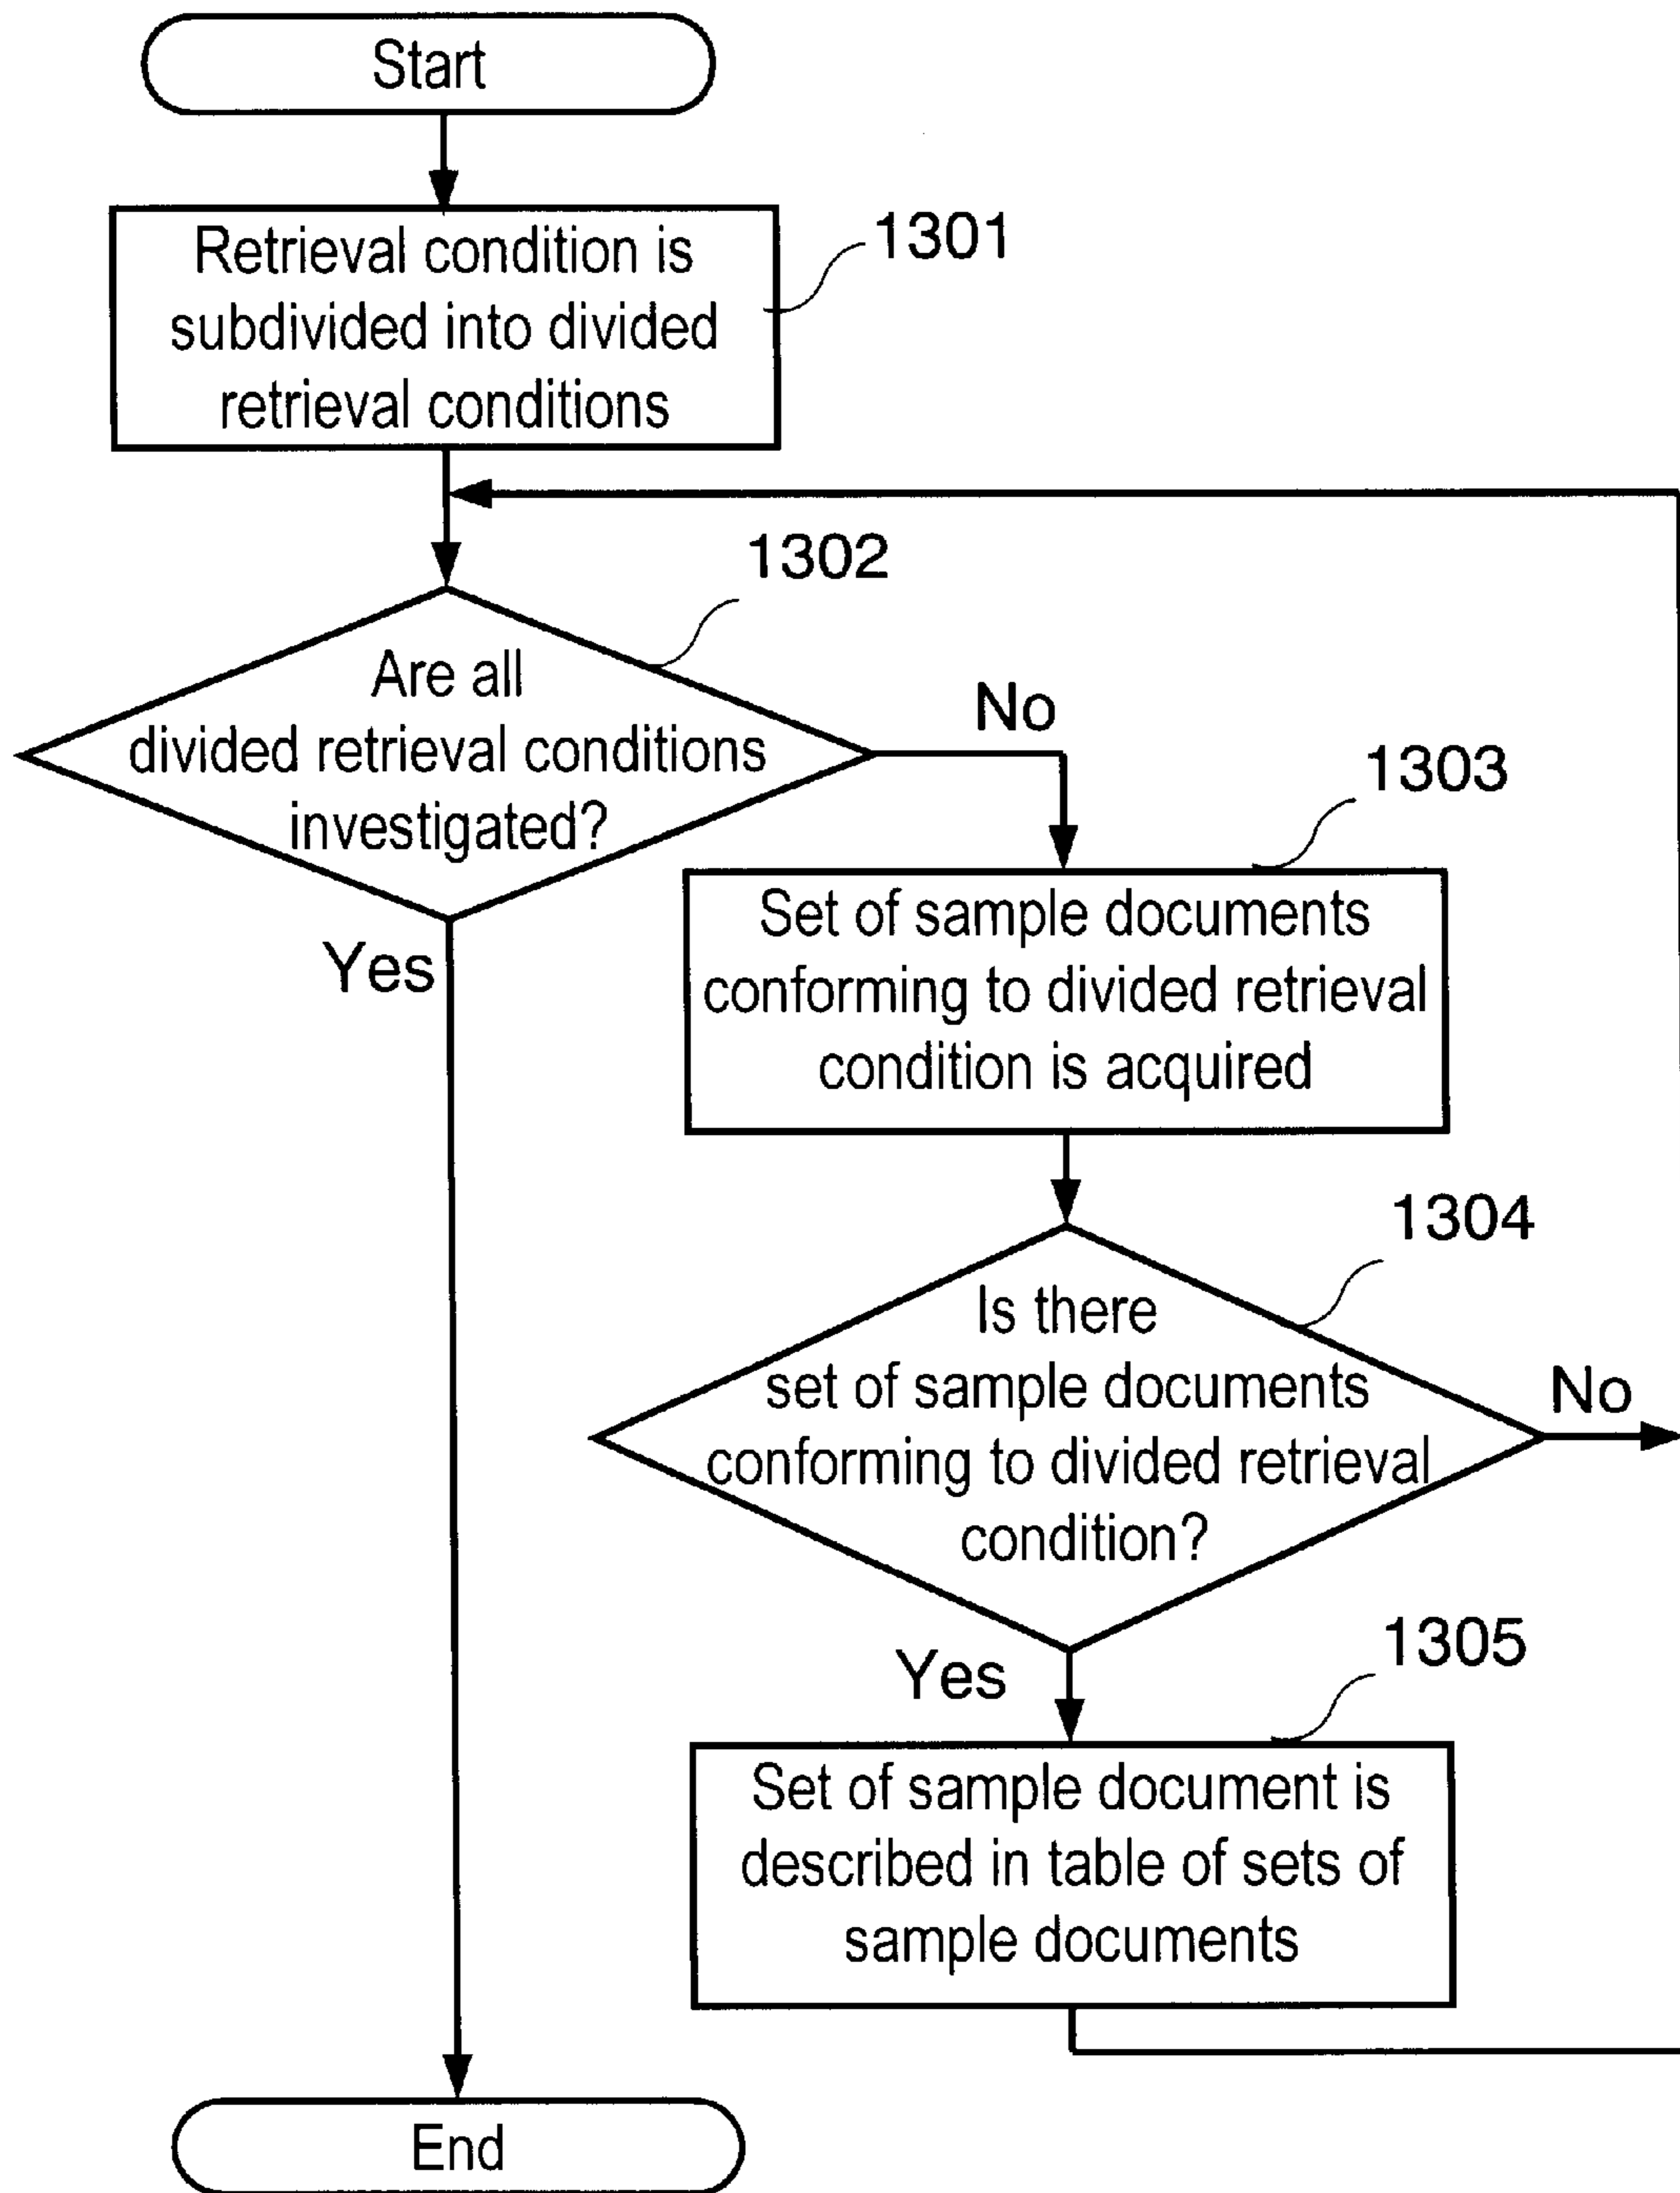 Start
Retrieval condition is
subdivided into divided
retrieval conditions
1301
1302
Are all
divided retrieval conditions
investigated?
No
Yes
1303
Set of sample documents
conforming to divided retrieval
condition is acquired
1304
Is there
set of sample documents
conforming to divided retrieval
condition?
No
Yes
1305
Set of sample document is
described in table of sets of
sample documents
End